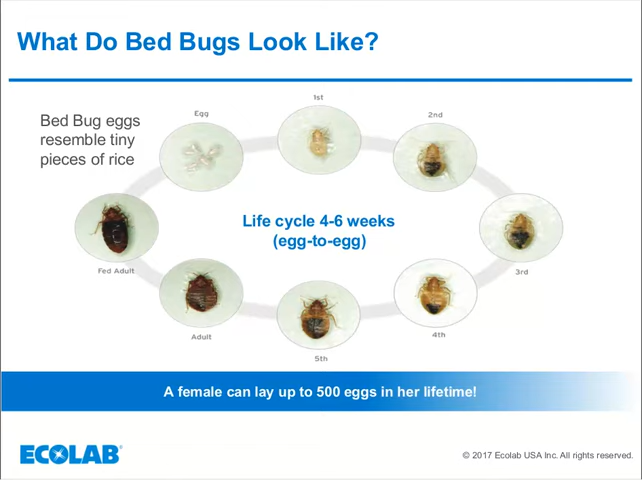 What Do Bed Bugs Look Like?
Bed Bug eggs
resemble tiny
pieces of rice
Egg
1st
2nd
Life cycle 4-6 weeks
(egg-to-egg)
Fed Adult
3rd
Adult
4th
5th
A female can lay up to 500 eggs in her lifetime!
ECOLAB®
© 2017 Ecolab USA Inc. All rights reserved.